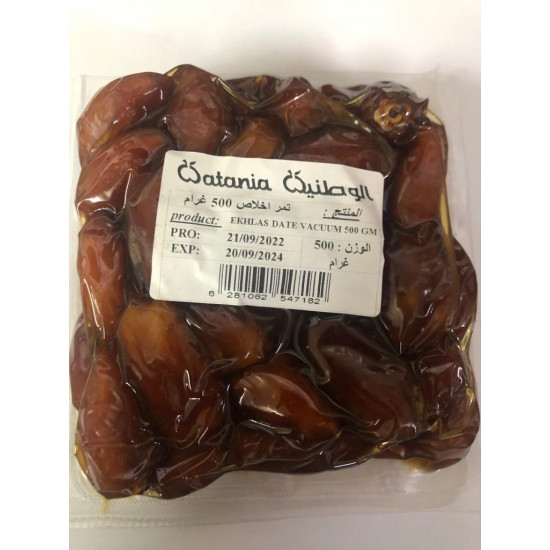 Watania الوطنية
المنتج : تمر اخلاص 500 غرام
product: EKHLAS DATE VACUUM 500 GM
PRO: 21/09/2022 الوزن : 500
EXP: 20/09/2024 غرام
6 281062 547182